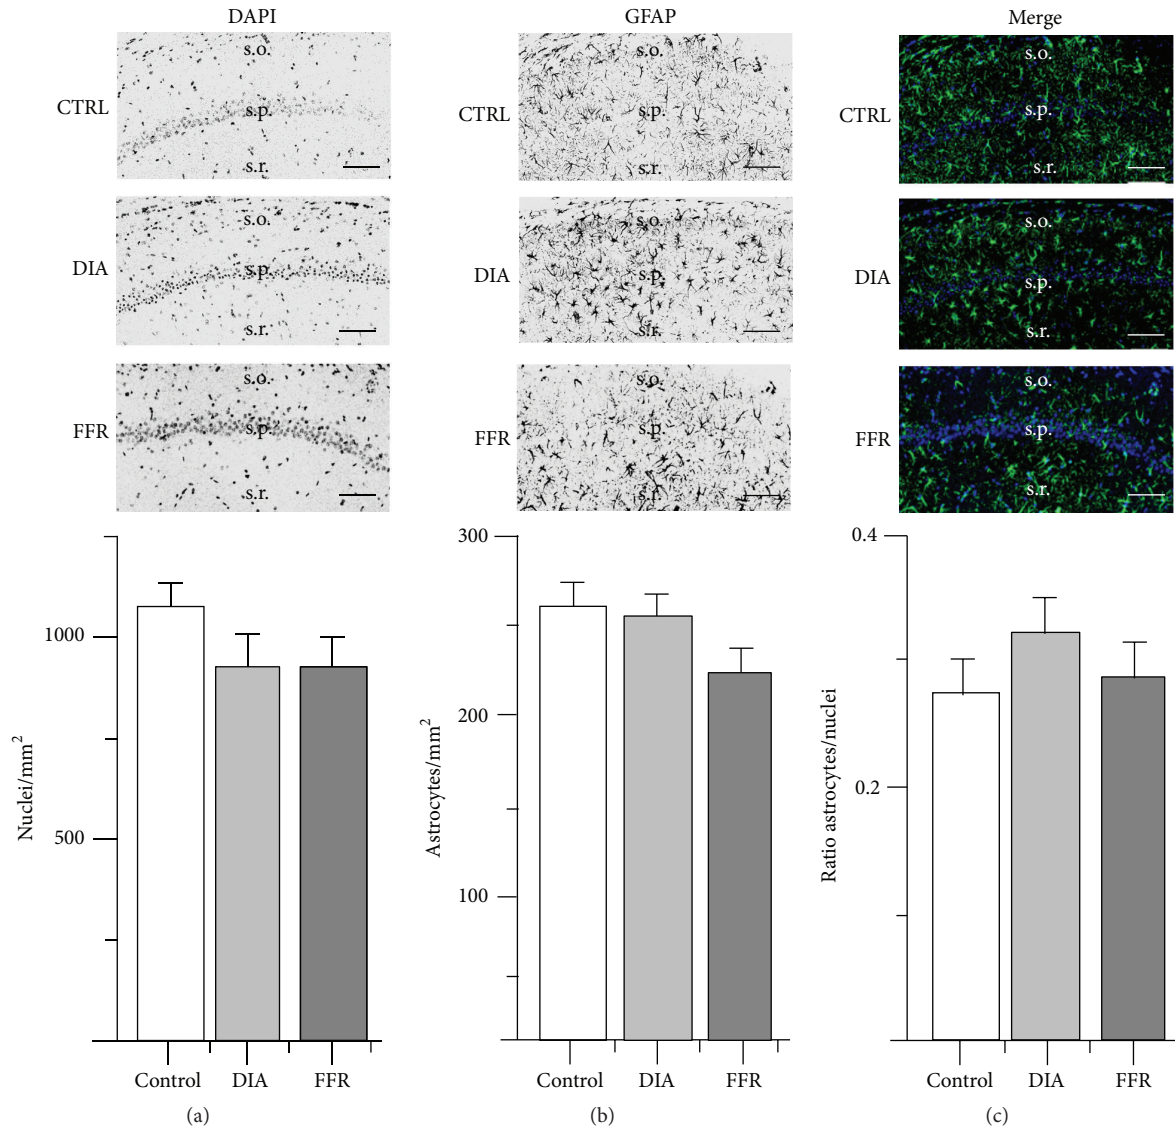 DAPI
GFAP
Merge
CTRL
s.o.
s.p.
s.r.
CTRL
s.o.
s.p.
s.r.
CTRL
s.o.
s.p.
s.r.
DIA
s.o.
s.p.
s.r.
DIA
s.o.
s.p.
s.r.
DIA
s.o.
s.p.
s.r.
FFR
s.o.
s.p.
s.r.
FFR
s.o.
s.p.
s.r.
FFR
s.o.
s.p.
s.r.
1000
500
Nuclei/mm²
Control DIA FFR
(a)
300
200
100
Astrocytes/mm²
Control DIA FFR
(b)
0.4
0.2
Ratio astrocytes/nuclei
Control DIA FFR
(c)